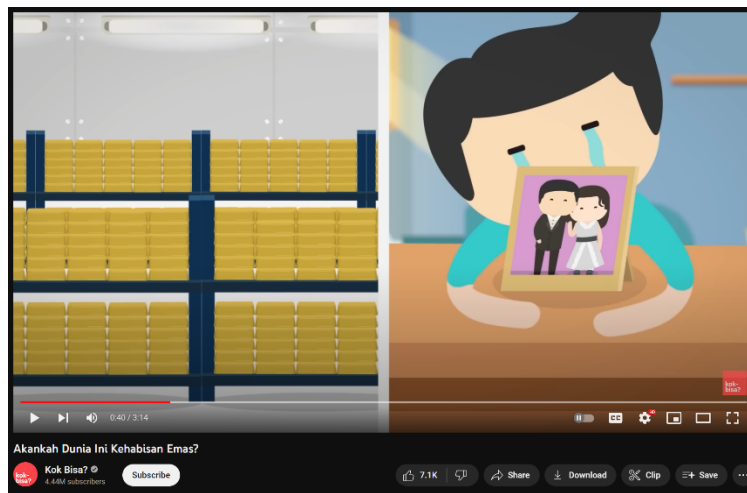 kok-
bisa?
0:40 / 3:14
CC
Akankah Dunia Ini Kehabisan Emas?
kok-
bisa?
Kok Bisa?
4.44M subscribers
Subscribe
7.1K
Share
Download
Clip
Save